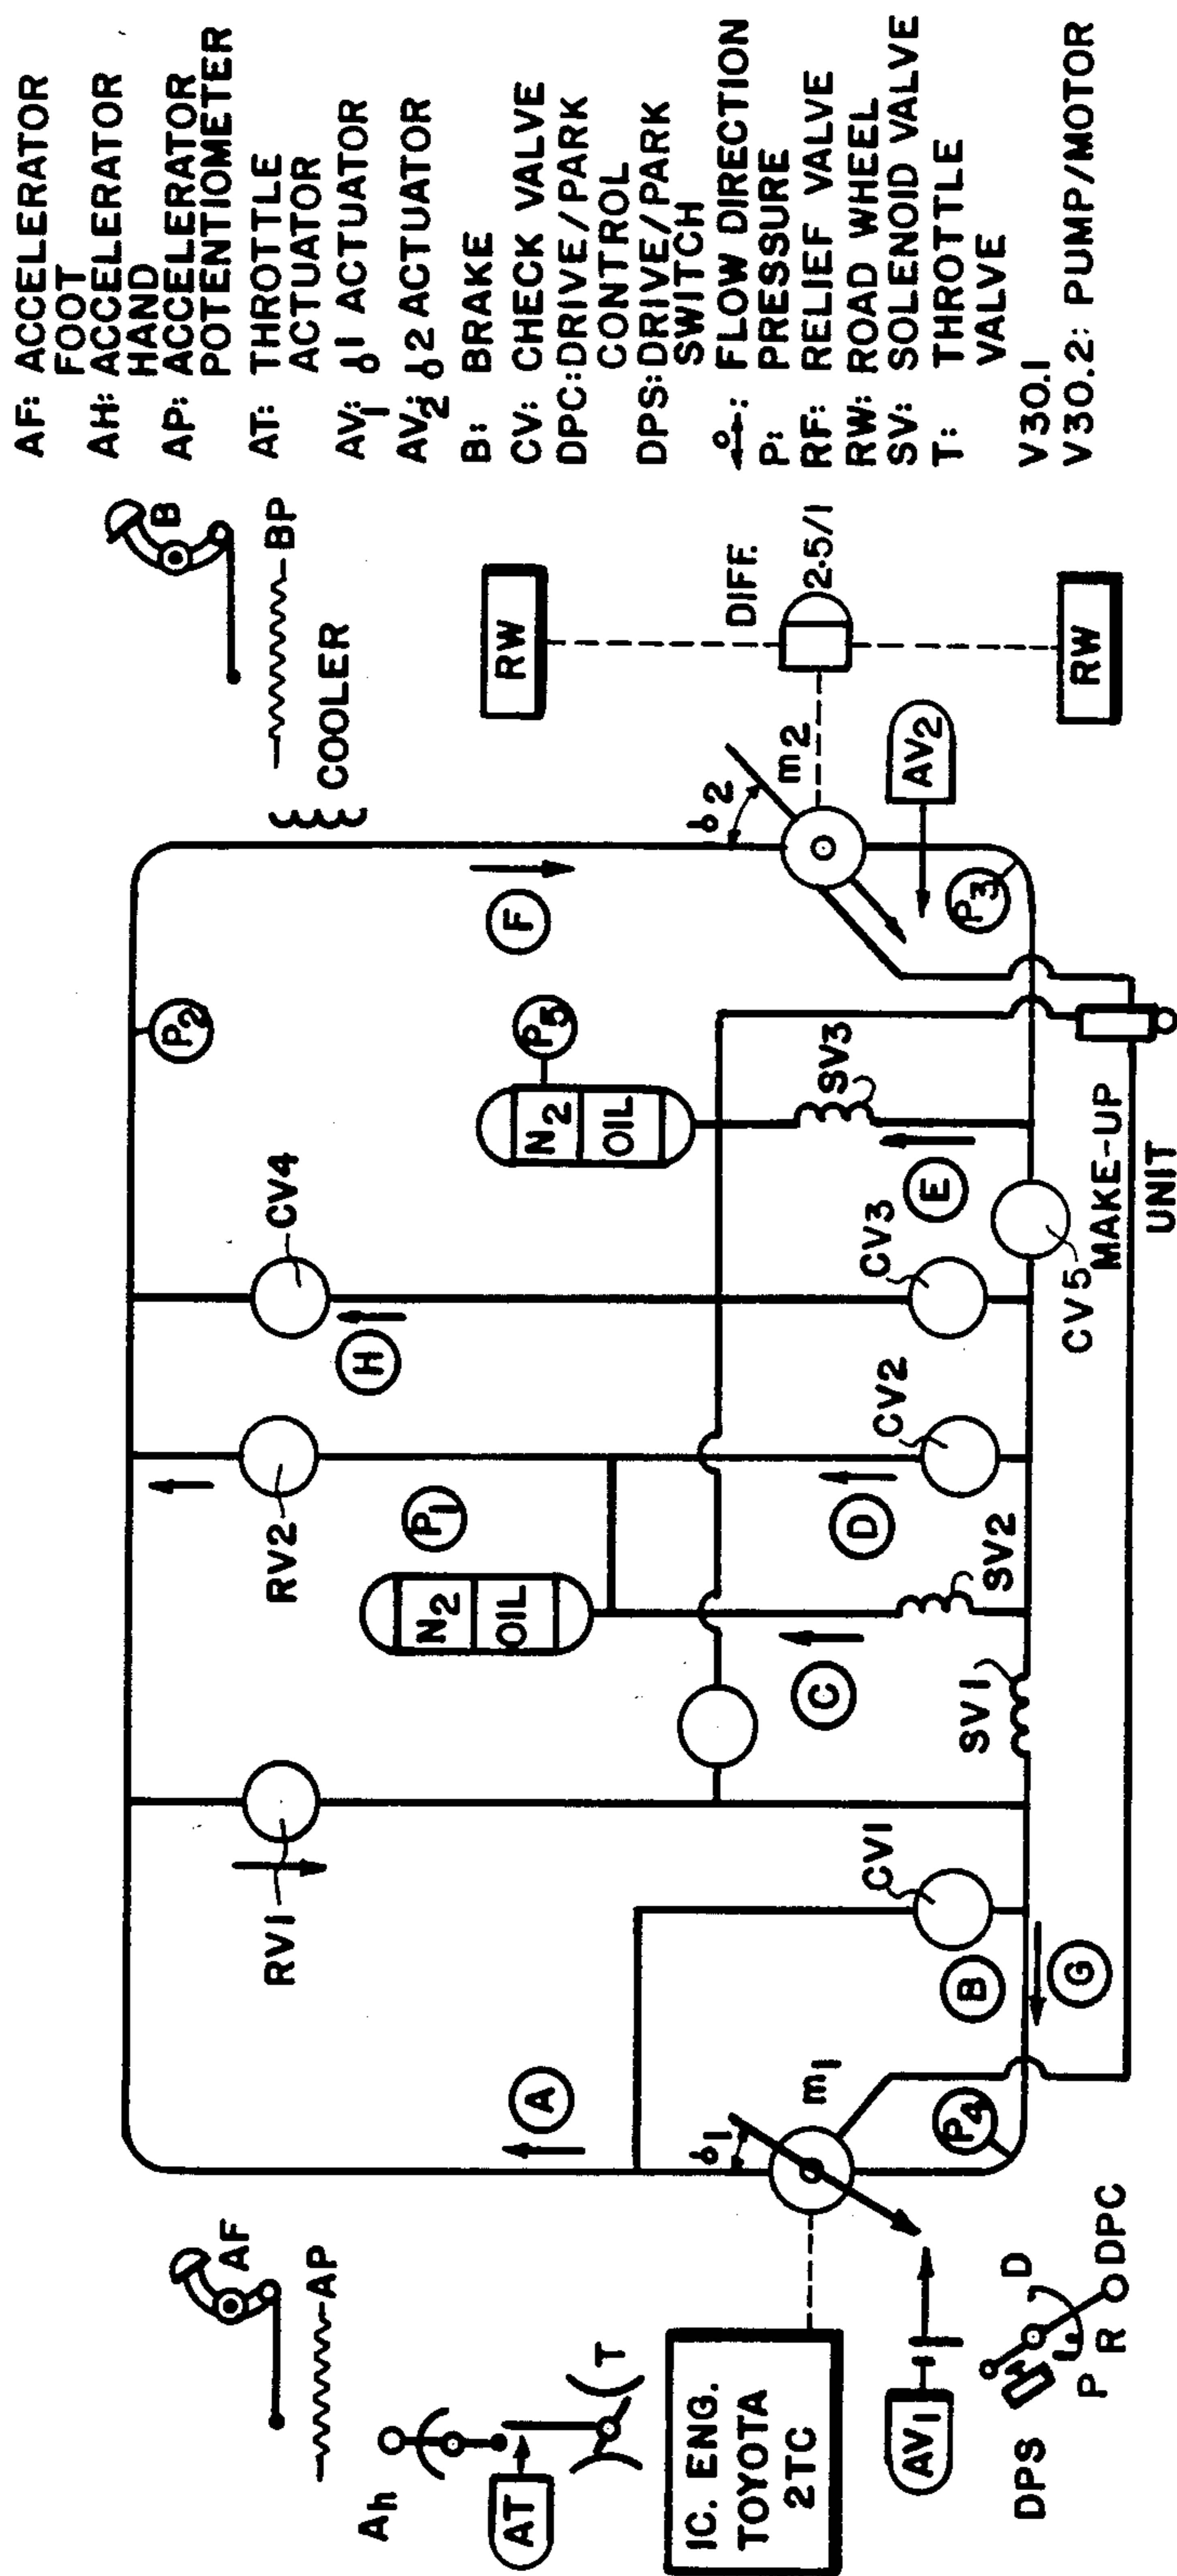 AF: ACCELERATOR
FOOT
AH: ACCELERATOR
HAND
AP: ACCELERATOR
POTENTIOMETER
AT: THROTTLE
ACTUATOR
AV1: 1 ACTUATOR
AV2: 2 ACTUATOR
B: BRAKE
CV: CHECK VALVE
DPC: DRIVE/PARK
CONTROL
DPS: DRIVE/PARK
SWITCH
: FLOW DIRECTION
P: PRESSURE
RF: RELIEF VALVE
RW: ROAD WHEEL
SV: SOLENOID VALVE
T: THROTTLE
VALVE
V30.1
V30.2: PUMP/MOTOR
B
BP
COOLER
RW
DIFF.
2.5/1
RW
m2
2
AV2
P3
F
P2
P5
N2
OIL
SV3
E
CV4
H
CV3
CV5
MAKE-UP
UNIT
RV2
P1
N2
OIL
D
CV2
SV2
C
SV1
RV1
CV1
B
G
A
m1
1
P4
AF
AP
Ah
AT
T
IC. ENG.
TOYOTA
2TC
AV1
DPS
P
R
D
DPC